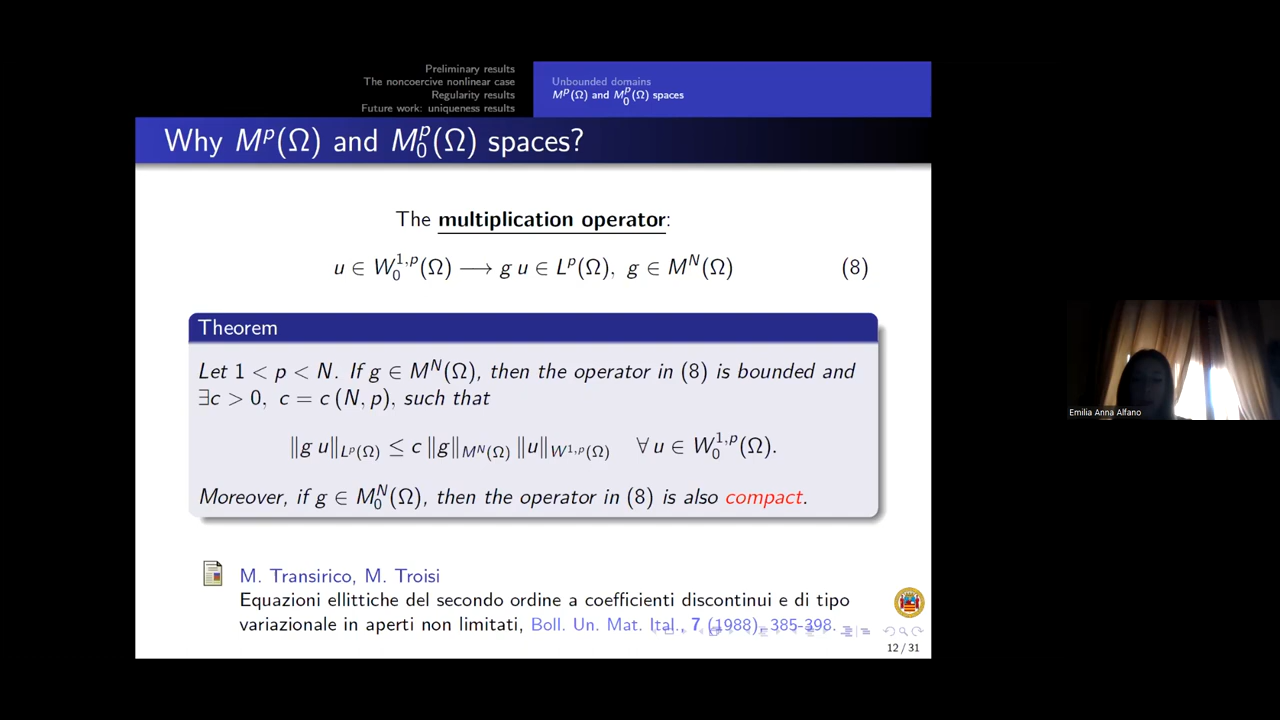 Preliminary results
The noncoercive nonlinear case
Regularity results
Future work: uniqueness results
Unbounded domains
M^p(Ω) and M_0^p(Ω) spaces
Why M^p(Ω) and M_0^p(Ω) spaces?
The multiplication operator:
u ∈ W_0^{1,p}(Ω) ⟶ g u ∈ L^p(Ω), g ∈ M^N(Ω) (8)
Theorem
Let 1 < p < N. If g ∈ M^N(Ω), then the operator in (8) is bounded and
∃c > 0, c = c (N, p), such that
‖g u‖_{L^p(Ω)} ≤ c ‖g‖_{M^N(Ω)} ‖u‖_{W^{1,p}(Ω)} ∀ u ∈ W_0^{1,p}(Ω).
Moreover, if g ∈ M_0^N(Ω), then the operator in (8) is also compact.
M. Transirico, M. Troisi
Equazioni ellittiche del secondo ordine a coefficienti discontinui e di tipo
variazionale in aperti non limitati, Boll. Un. Mat. Ital., 7 (1988), 385-398.
12 / 31
Emilia Anna Alfano